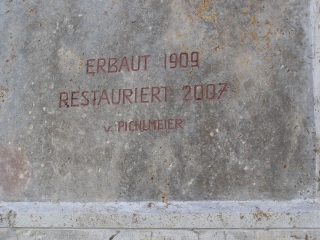 ERBAUT 1909
RESTAURIERT 2007
v. PICHLMEIER